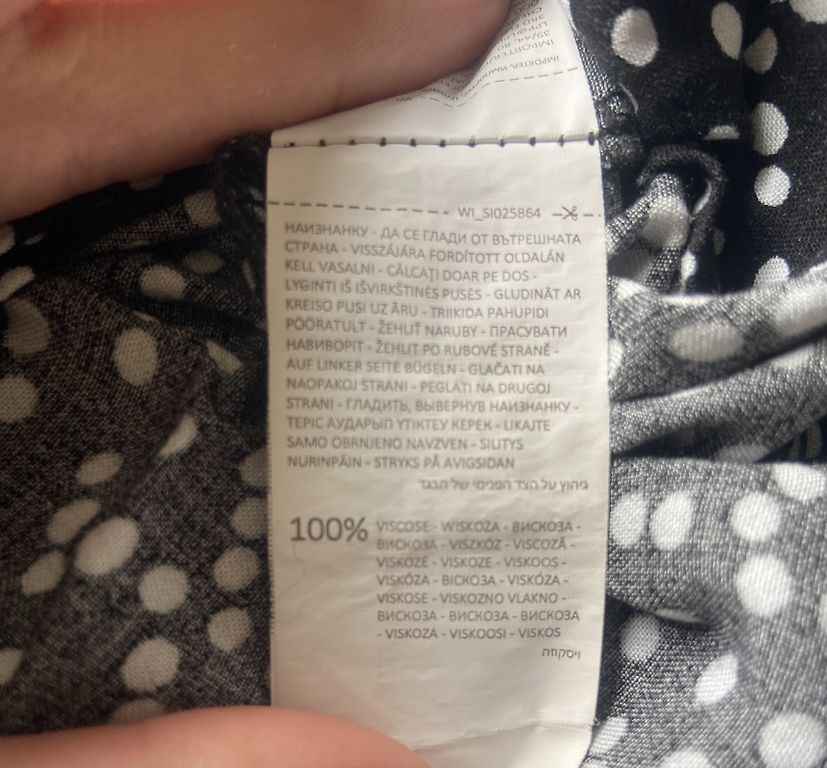 WI_SI025864
НАИЗНАНКУ - ДА СЕ ГЛАДИ ОТ ВЪТРЕШНАТА
СТРАНА - VISSZÁJÁRA FORDÍTOTT OLDALÁN
KELL VASALNI - CĂLCAȚI DOAR PE DOS -
LYGINTI IŠ IŠVIRKŠTINĖS PUSĖS - GLUDINĀT AR
KREISO PUSI UZ ĀRU - TRIIKIDA PAHUPIDI
PÖÖRATULT - ŽEHLIŤ NARUBY - ПРАСУВАТИ
НАВИВОРІТ - ŽEHLIT PO RUBOVÉ STRANĚ -
AUF LINKER SEITE BÜGELN - GLAČATI NA
NAOPAKOJ STRANI - PEGLATI NA DRUGOJ
STRANI - ГЛАДИТЬ, ВЫВЕРНУВ НАИЗНАНКУ -
ТЕРІС АУДАРЫП ҮТІКТЕУ КЕРЕК - LIKAJTE
SAMO OBRNJENO NAVZVEN - SILITYS
NURINPÄIN - STRYKS PÅ AVIGSIDAN
גיהוץ על הצד הפנימי של הבגד
100% VISCOSE - WISKOZA - ВИСКОЗА -
ВИСКОЗА - VISZKÓZ - VISCOZĂ -
VISKOZĖ - VISKOZE - VISKOOS -
VISKÓZA - ВІСКОЗА - VISKÓZA -
VISKOSE - VISKOZNO VLAKNO -
ВИСКОЗА - ВИСКОЗА - ВИСКОЗА
- VISKOZA - VISKOOSI - VISKOS
ויסקוזה